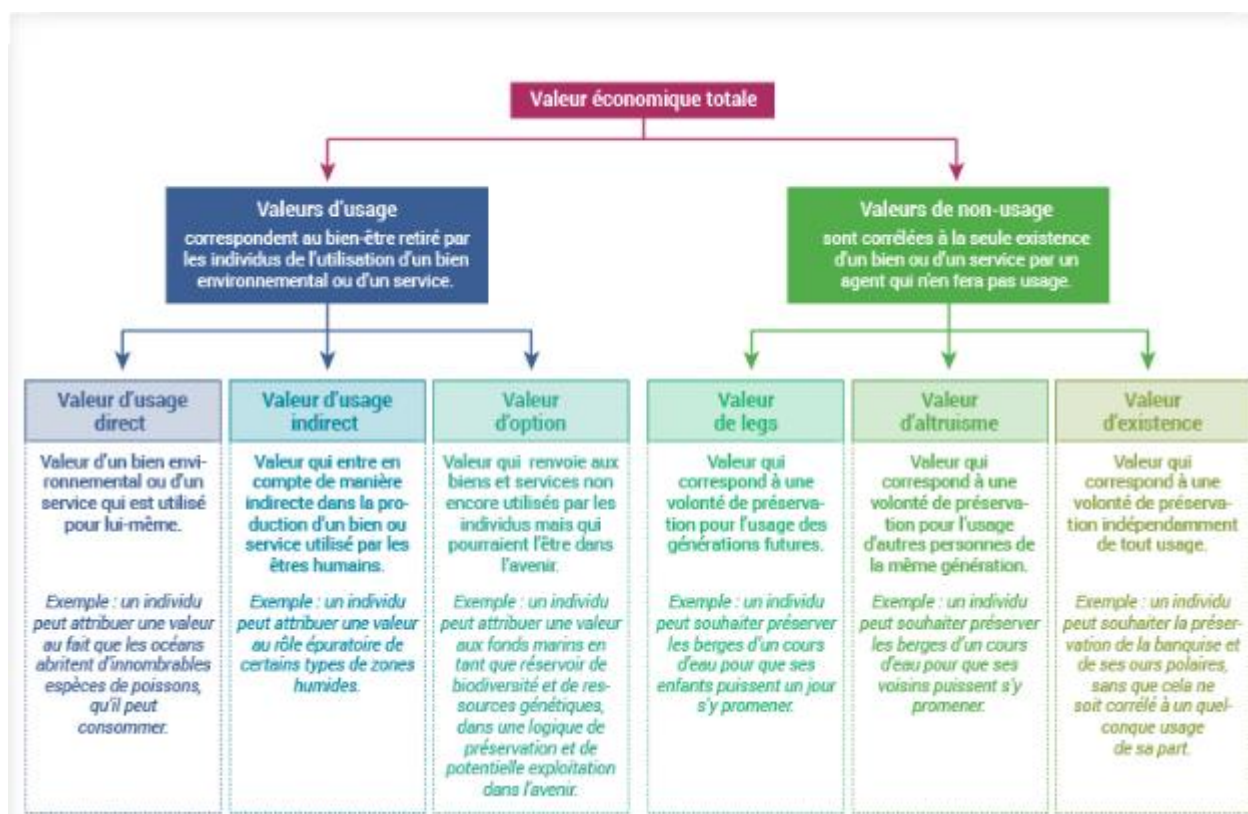 Valeur économique totale
Valeurs d'usage
correspondent au bien-être retiré par
les individus de l'utilisation d'un bien
environnemental ou d'un service.
Valeurs de non-usage
sont corrélées à la seule existence
d'un bien ou d'un service par un
agent qui n'en fera pas usage.
Valeur d'usage
direct
Valeur d'un bien envi-
ronnemental ou d'un
service qui est utilisé
pour lui-même.
Exemple : un individu
peut attribuer une valeur
au fait que les océans
abritent d'innombrables
espèces de poissons,
qu'il peut
consommer.
Valeur d'usage
indirect
Valeur qui entre en
compte de manière
indirecte dans la pro-
duction d'un bien ou
service utilisé par les
êtres humains.
Exemple : un individu
peut attribuer une valeur
au rôle épuratoire de
certains types de zones
humides.
Valeur
d'option
Valeur qui renvoie aux
biens et services non
encore utilisés par les
individus mais qui
pourraient l'être dans
l'avenir.
Exemple : un individu
peut attribuer une valeur
aux fonds marins en
tant que réservoir de
biodiversité et de res-
sources génétiques,
dans une logique de
préservation et de
potentielle exploitation
dans l'avenir.
Valeur
de legs
Valeur qui
correspond à une
volonté de préserva-
tion pour l'usage des
générations futures.
Exemple : un individu
peut souhaiter préserver
les berges d'un cours
d'eau pour que ses
enfants puissent un jour
s'y promener.
Valeur
d'altruisme
Valeur qui
correspond à une
volonté de préserva-
tion pour l'usage
d'autres personnes de
la même génération.
Exemple : un individu
peut souhaiter préserver
les berges d'un cours
d'eau pour que ses
voisins puissent s'y
promener.
Valeur
d'existence
Valeur qui
correspond à une
volonté de préserva-
tion indépendamment
de tout usage.
Exemple : un individu
peut souhaiter la préser-
vation de la banquise et
de ses ours polaires,
sans que cela ne
soit corrélé à un quel-
conque usage
de sa part.